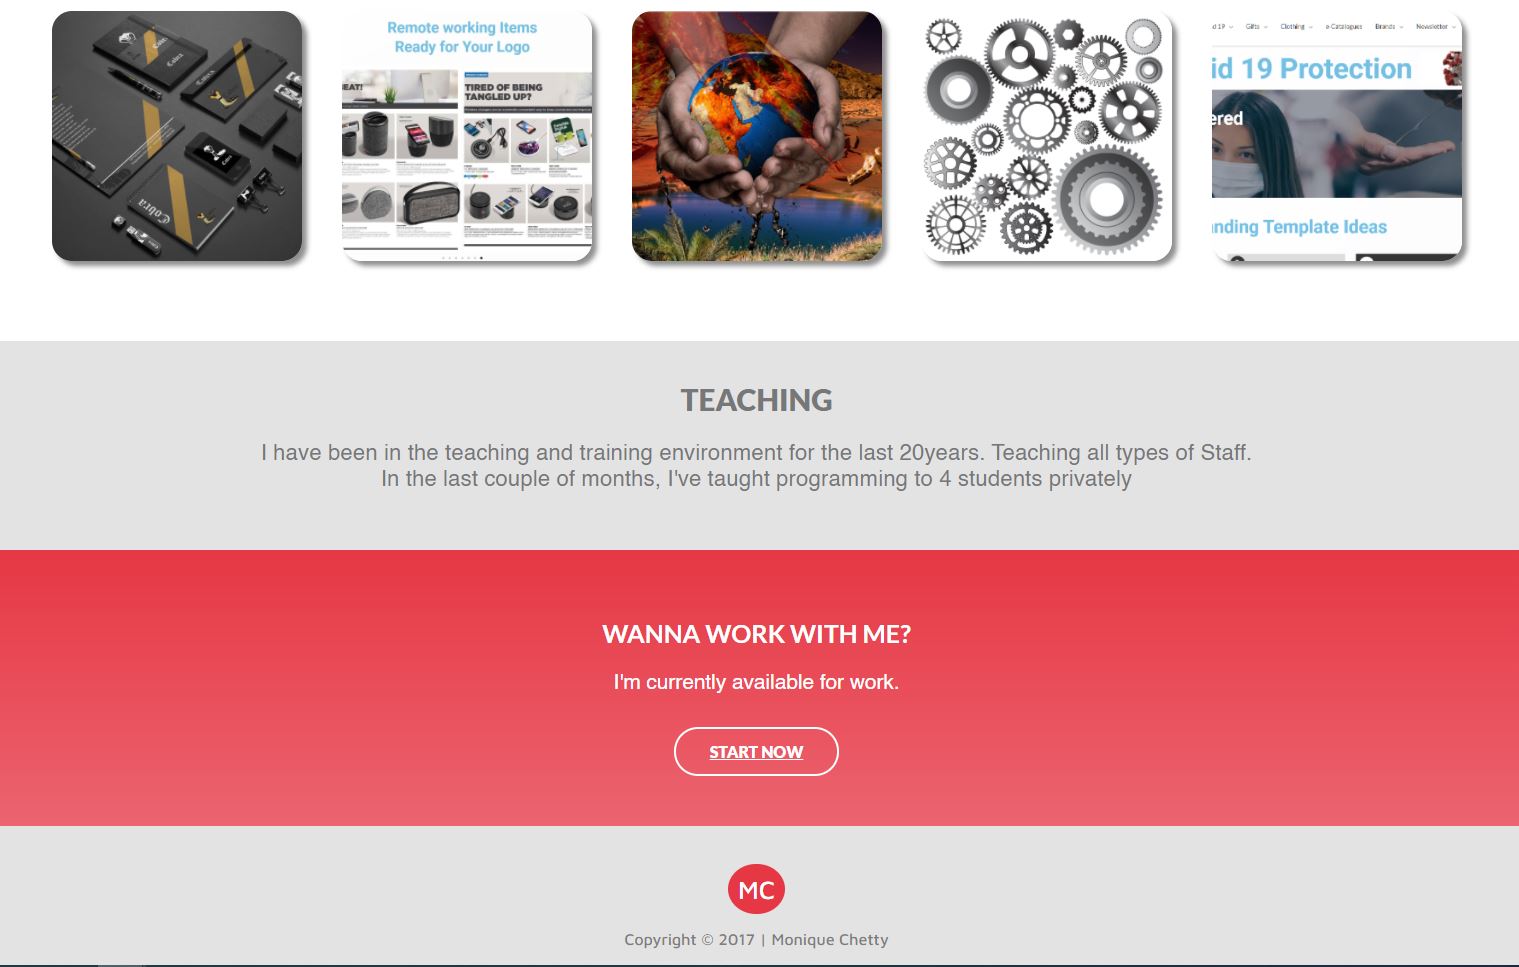 Cobra
Remote working Items
Ready for Your Logo
EAT!
TIRED OF BEING
TANGLED UP?
d 19 Gifts Clothing e-Catalogues Brands Newsletter
id 19 Protection
ered
anding Template Ideas
TEACHING
I have been in the teaching and training environment for the last 20years. Teaching all types of Staff.
In the last couple of months, I've taught programming to 4 students privately
WANNA WORK WITH ME?
I'm currently available for work.
START NOW
MC
Copyright © 2017 | Monique Chetty